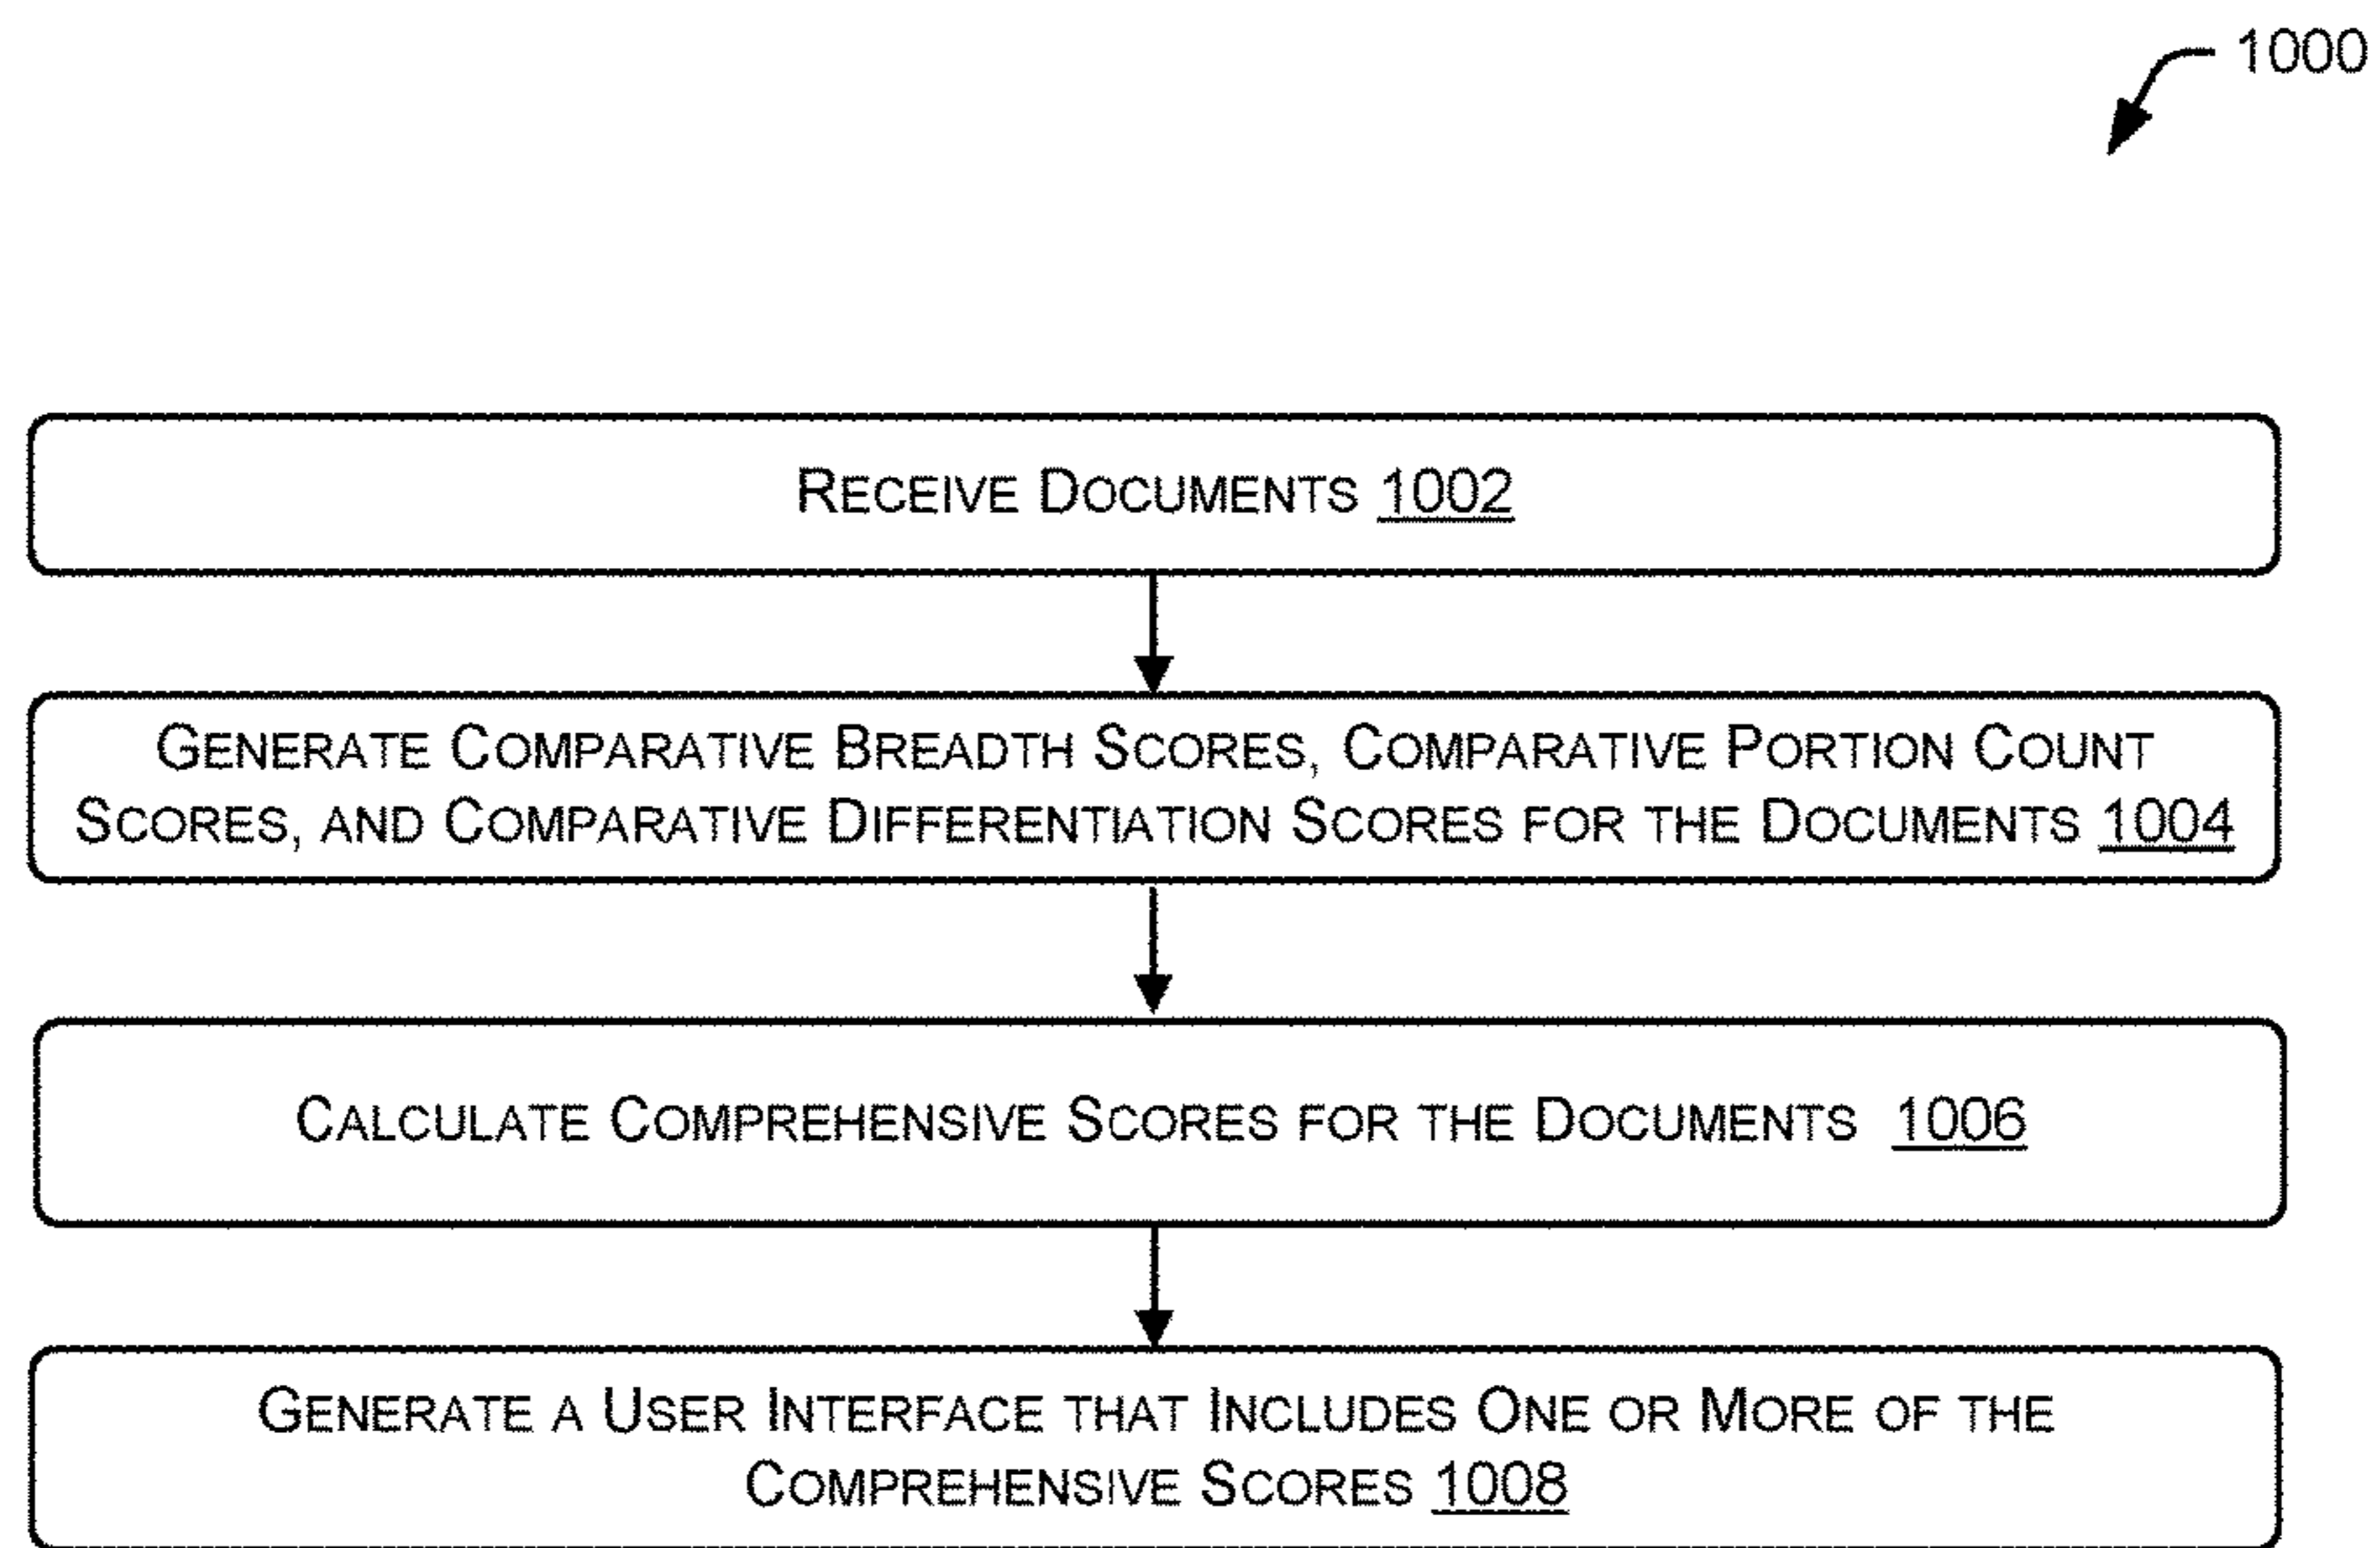 1000
RECEIVE DOCUMENTS 1002
GENERATE COMPARATIVE BREADTH SCORES, COMPARATIVE PORTION COUNT
SCORES, AND COMPARATIVE DIFFERENTIATION SCORES FOR THE DOCUMENTS 1004
CALCULATE COMPREHENSIVE SCORES FOR THE DOCUMENTS 1006
GENERATE A USER INTERFACE THAT INCLUDES ONE OR MORE OF THE
COMPREHENSIVE SCORES 1008